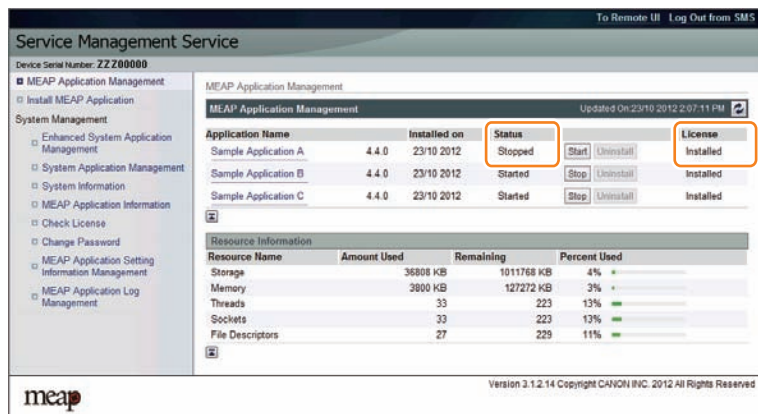 To Remote UI Log Out from SMS
Service Management Service
Device Serial Number: ZZZ00000
MEAP Application Management
Install MEAP Application
System Management
Enhanced System Application
Management
System Application Management
System Information
MEAP Application Information
Check License
Change Password
MEAP Application Setting
Information Management
MEAP Application Log
Management
MEAP Application Management
MEAP Application Management Updated On:23/10 2012 2:07:11 PM
Application Name Installed on Status License
Sample Application A 4.4.0 23/10 2012 Stopped Start Uninstall Installed
Sample Application B 4.4.0 23/10 2012 Started Stop Uninstall Installed
Sample Application C 4.4.0 23/10 2012 Started Stop Uninstall Installed
Resource Information
Resource Name Amount Used Remaining Percent Used
Storage 36808 KB 1011768 KB 4%
Memory 3800 KB 127272 KB 3%
Threads 33 223 13%
Sockets 33 223 13%
File Descriptors 27 229 11%
meap
Version 3.1.2.14 Copyright CANON INC. 2012 All Rights Reserved